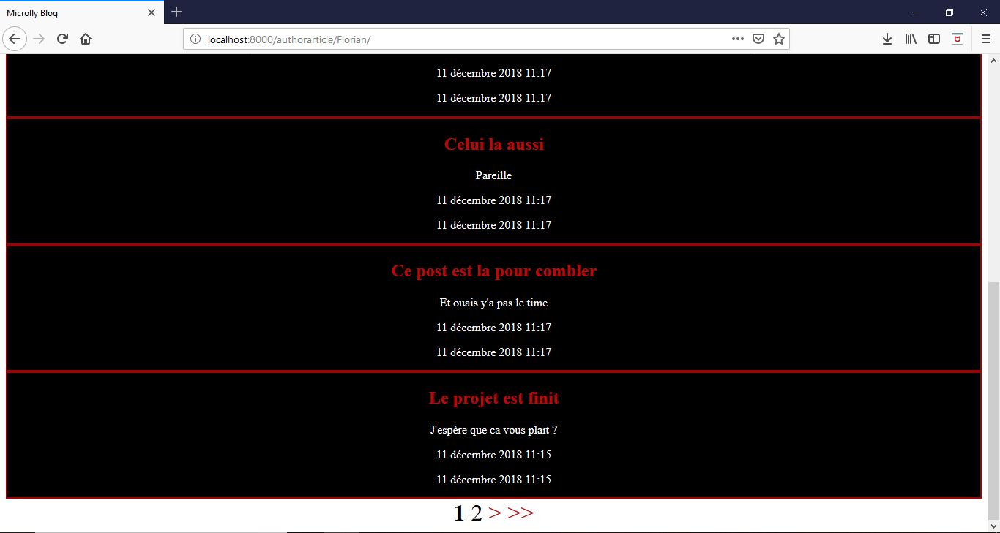 Microlly Blog
localhost:8000/authorarticle/Florian/
11 décembre 2018 11:17
11 décembre 2018 11:17
Celui la aussi
Pareille
11 décembre 2018 11:17
11 décembre 2018 11:17
Ce post est la pour combler
Et ouais y'a pas le time
11 décembre 2018 11:17
11 décembre 2018 11:17
Le projet est finit
J'espère que ca vous plait ?
11 décembre 2018 11:15
11 décembre 2018 11:15
1 2 > >>